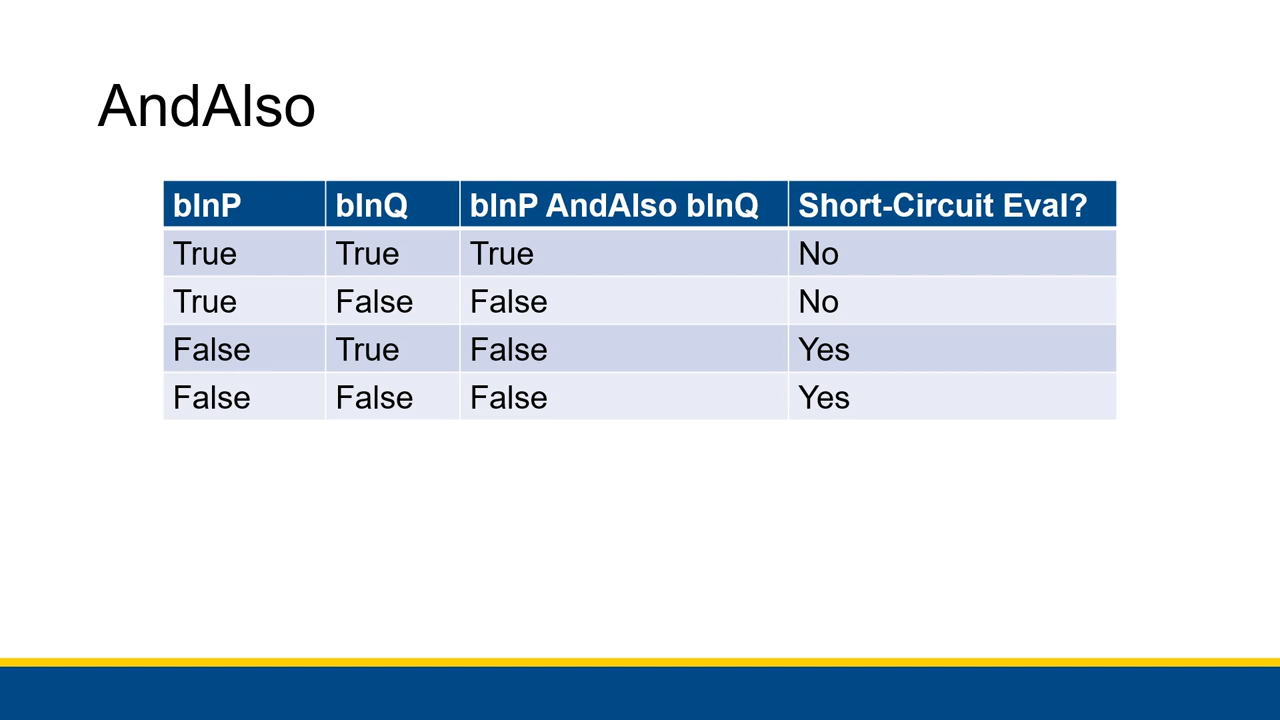 AndAlso
blnP blnQ blnP AndAlso blnQ Short-Circuit Eval?
True True True No
True False False No
False True False Yes
False False False Yes